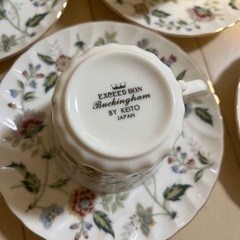 EXCEED BON
Buckingham
BY KEITO
JAPAN